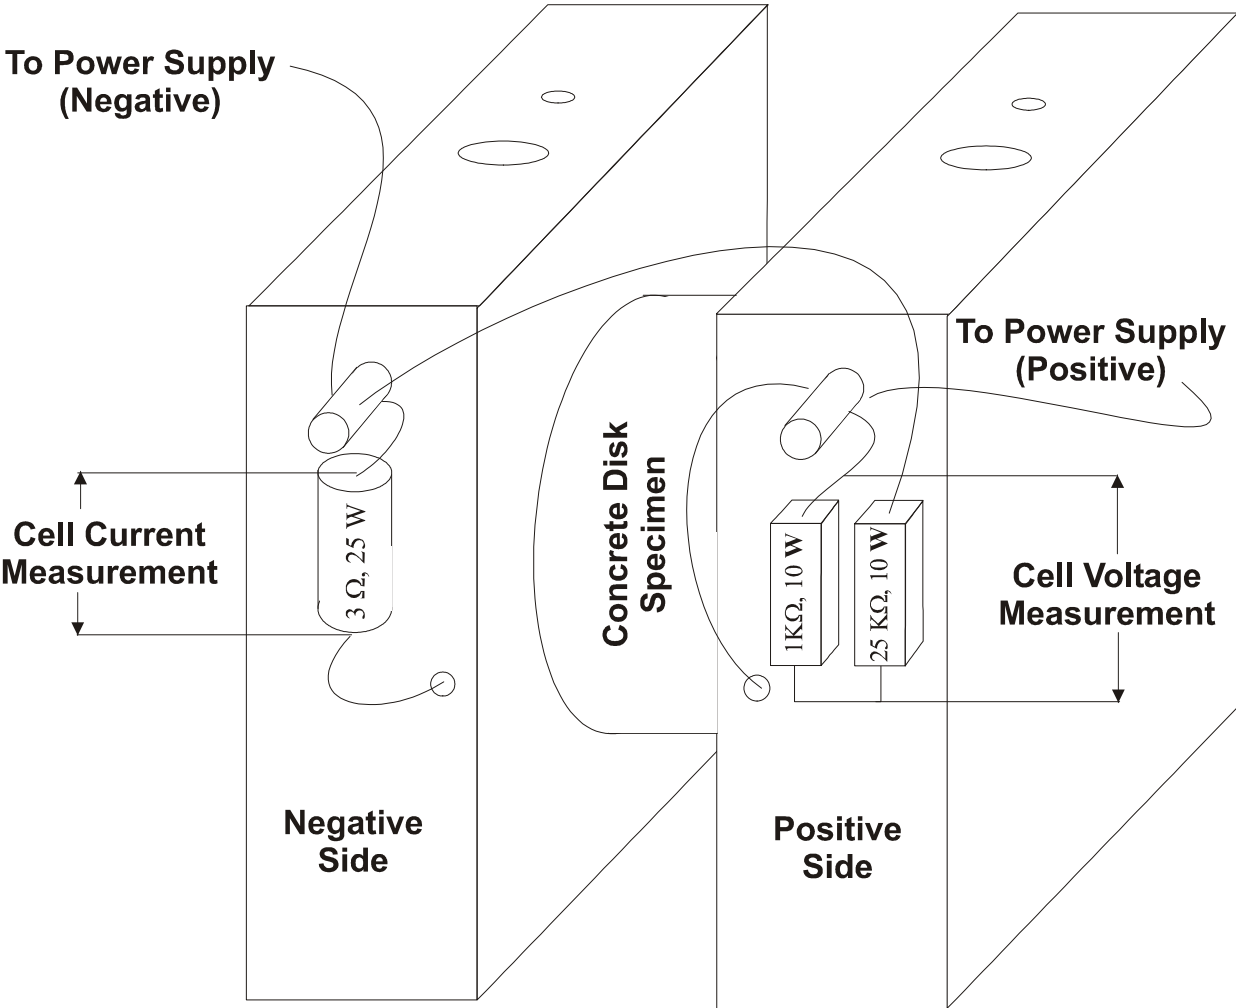 To Power Supply
(Negative)
To Power Supply
(Positive)
Cell Current
Measurement
3 Ω, 25 W
Concrete Disk
Specimen
1KΩ, 10 W
25 KΩ, 10 W
Cell Voltage
Measurement
Negative
Side
Positive
Side